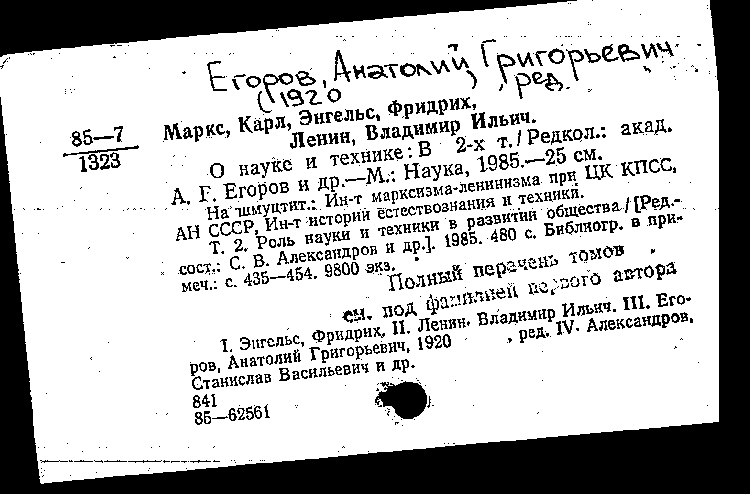 Егоров, Анатолий Григорьевич
(1920 , ред.
85—7
1323
Маркс, Карл, Энгельс, Фридрих,
Ленин, Владимир Ильич.
О науке и технике: В 2-х т./Редкол.: акад.
А. Г. Егоров и др.—М.: Наука, 1985.—25 см.
На шмуцтит.: Ин-т марксизма-ленинизма при ЦК КПСС,
АН СССР, Ин-т истории естествознания и техники.
Т. 2. Роль науки и техники в развитии общества/[Ред.-
сост.: С. В. Александров и др.]. 1985. 480 с. Библиогр. в при-
меч.: с. 435—454. 9800 экз.
Полный перечень томов
см. под фамилией первого автора
I. Энгельс, Фридрих. II. Ленин. Владимир Ильич. III. Его-
ров, Анатолий Григорьевич, 1920 , ред. IV. Александров,
Станислав Васильевич и др.
841
85—62561